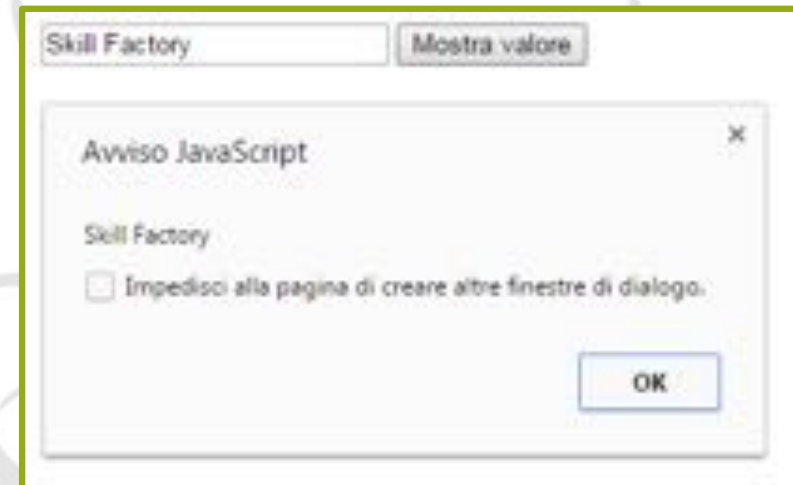 Skill Factory Mostra valore
Avviso JavaScript ×
Skill Factory
Impedisci alla pagina di creare altre finestre di dialogo.
OK